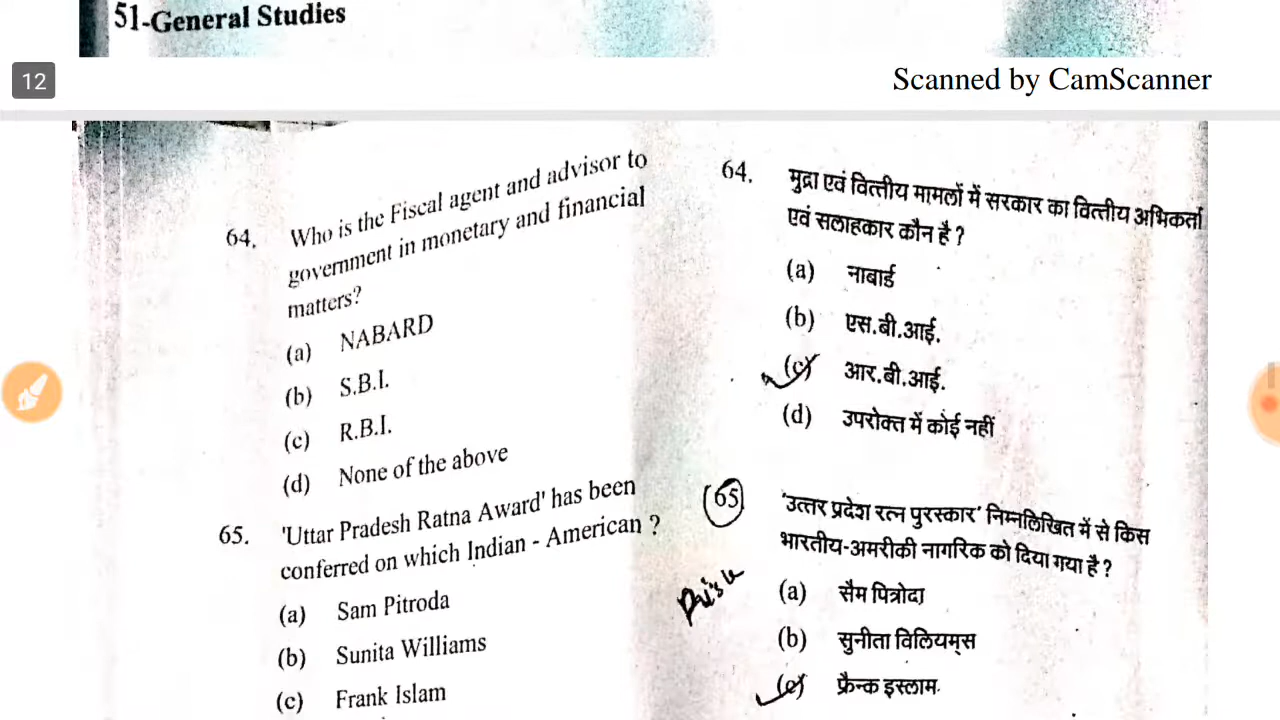 51-General Studies
12
Scanned by CamScanner
64.
Who is the Fiscal agent and advisor to
government in monetary and financial
matters?
(a) NABARD
(b) S.B.I.
(c) R.B.I.
(d) None of the above
65.
'Uttar Pradesh Ratna Award' has been
conferred on which Indian - American ?
(a) Sam Pitroda
(b) Sunita Williams
(c) Frank Islam
64.
मुद्रा एवं वित्तीय मामलों में सरकार का वित्तीय अभिकर्ता
एवं सलाहकार कौन है ?
(a) नाबार्ड
(b) एस.बी.आई.
(c) आर.बी.आई.
(d) उपरोक्त में कोई नहीं
65
'उत्तर प्रदेश रत्न पुरस्कार' निम्नलिखित में से किस
भारतीय-अमरीकी नागरिक को दिया गया है ?
(a) सैम पित्रोदा
(b) सुनीता विलियम्स
(c) फ्रैन्क इस्लाम